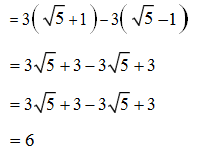 = 3(√5 + 1) − 3(√5 − 1)
= 3√5 + 3 − 3√5 + 3
= 3√5 + 3 − 3√5 + 3
= 6